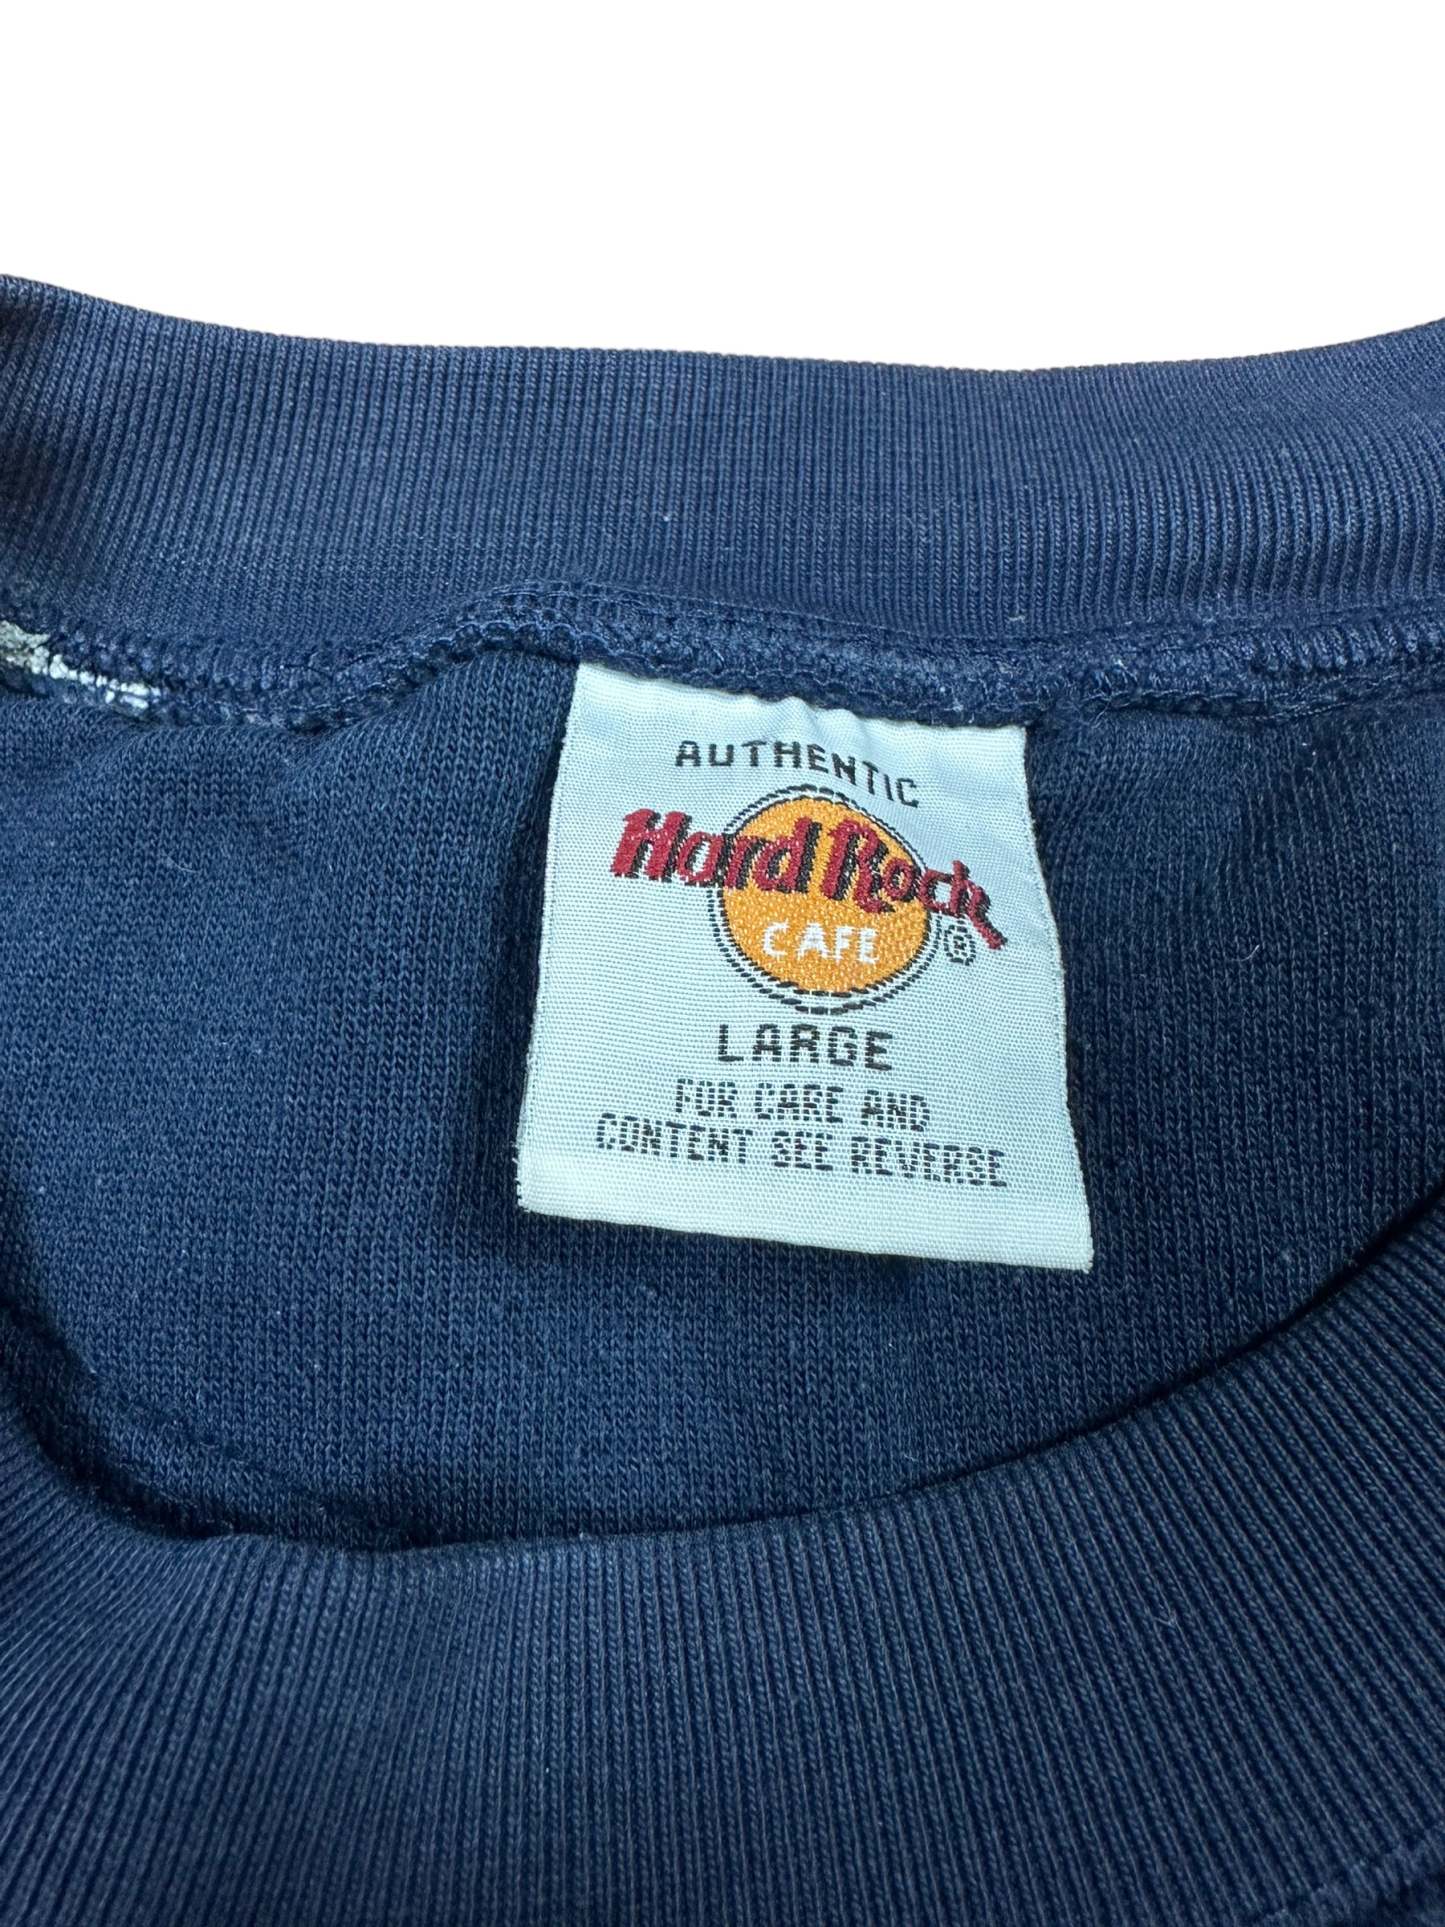 AUTHENTIC
Hard Rock
CAFE ®
LARGE
FOR CARE AND
CONTENT SEE REVERSE